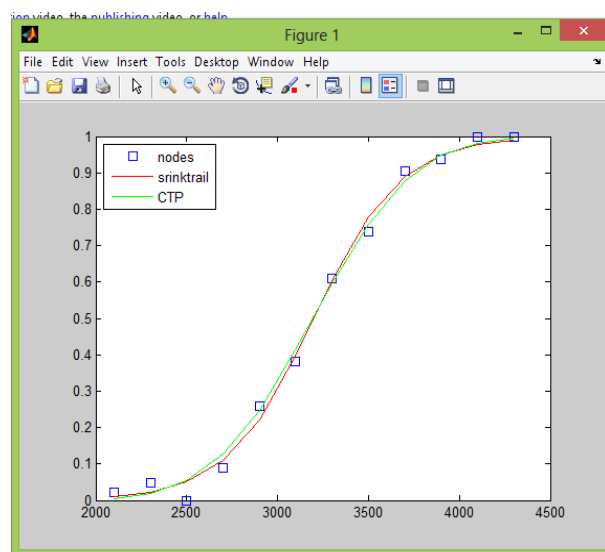 ion video, the publishing video, or help
Figure 1
File Edit View Insert Tools Desktop Window Help
nodes
srinktrail
CTP
1
0.9
0.8
0.7
0.6
0.5
0.4
0.3
0.2
0.1
0
2000 2500 3000 3500 4000 4500